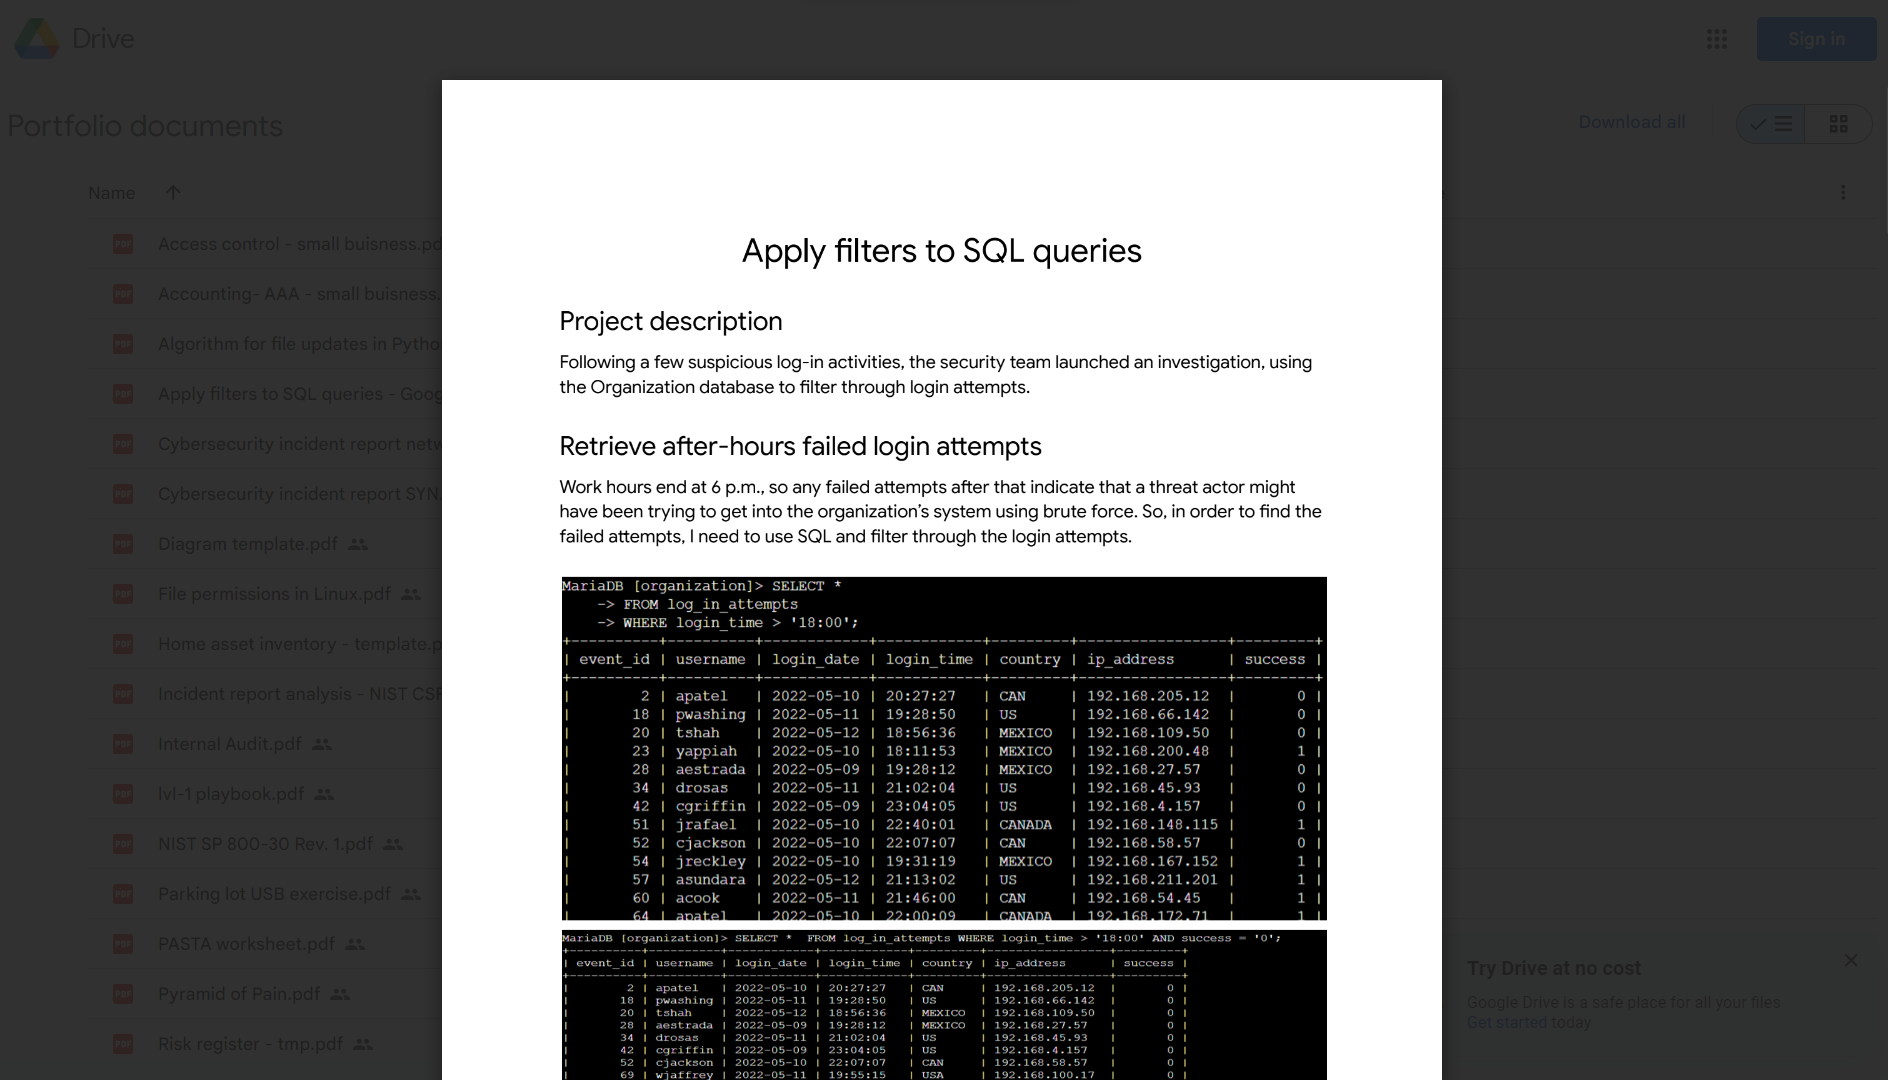 Drive
Sign in
Portfolio documents
Download all
Name
Access control - small buisness.pd
Accounting- AAA - small buisness.
Algorithm for file updates in Pytho
Apply filters to SQL queries - Goog
Cybersecurity incident report netw
Cybersecurity incident report SYN.
Diagram template.pdf
File permissions in Linux.pdf
Home asset inventory - template.p
Incident report analysis - NIST CSF
Internal Audit.pdf
lvl-1 playbook.pdf
NIST SP 800-30 Rev. 1.pdf
Parking lot USB exercise.pdf
PASTA worksheet.pdf
Pyramid of Pain.pdf
Risk register - tmp.pdf
Apply filters to SQL queries
Project description
Following a few suspicious log-in activities, the security team launched an investigation, using
the Organization database to filter through login attempts.
Retrieve after-hours failed login attempts
Work hours end at 6 p.m., so any failed attempts after that indicate that a threat actor might
have been trying to get into the organization’s system using brute force. So, in order to find the
failed attempts, I need to use SQL and filter through the login attempts.
MariaDB [organization]> SELECT *
-> FROM log_in_attempts
-> WHERE login_time > '18:00';
| event_id | username | login_date | login_time | country | ip_address | success |
| 2 | apatel | 2022-05-10 | 20:27:27 | CAN | 192.168.205.12 | 0 |
| 18 | pwashing | 2022-05-11 | 19:28:50 | US | 192.168.66.142 | 0 |
| 20 | tshah | 2022-05-12 | 18:56:36 | MEXICO | 192.168.109.50 | 0 |
| 23 | yappiah | 2022-05-10 | 18:11:53 | MEXICO | 192.168.200.48 | 1 |
| 28 | aestrada | 2022-05-09 | 19:28:12 | MEXICO | 192.168.27.57 | 0 |
| 34 | drosas | 2022-05-11 | 21:02:04 | US | 192.168.45.93 | 0 |
| 42 | cgriffin | 2022-05-09 | 23:04:05 | US | 192.168.4.157 | 0 |
| 51 | jrafael | 2022-05-10 | 22:40:01 | CANADA | 192.168.148.115 | 1 |
| 52 | cjackson | 2022-05-10 | 22:07:07 | CAN | 192.168.58.57 | 0 |
| 54 | jreckley | 2022-05-10 | 19:31:19 | MEXICO | 192.168.167.152 | 1 |
| 57 | asundara | 2022-05-12 | 21:13:02 | US | 192.168.211.201 | 1 |
| 60 | acook | 2022-05-11 | 21:46:00 | CAN | 192.168.54.45 | 1 |
| 64 | apatel | 2022-05-10 | 22:00:09 | CANADA | 192.168.172.71 | 1 |
MariaDB [organization]> SELECT * FROM log_in_attempts WHERE login_time > '18:00' AND success = '0';
| event_id | username | login_date | login_time | country | ip_address | success |
| 2 | apatel | 2022-05-10 | 20:27:27 | CAN | 192.168.205.12 | 0 |
| 18 | pwashing | 2022-05-11 | 19:28:50 | US | 192.168.66.142 | 0 |
| 20 | tshah | 2022-05-12 | 18:56:36 | MEXICO | 192.168.109.50 | 0 |
| 28 | aestrada | 2022-05-09 | 19:28:12 | MEXICO | 192.168.27.57 | 0 |
| 34 | drosas | 2022-05-11 | 21:02:04 | US | 192.168.45.93 | 0 |
| 42 | cgriffin | 2022-05-09 | 23:04:05 | US | 192.168.4.157 | 0 |
| 52 | cjackson | 2022-05-10 | 22:07:07 | CAN | 192.168.58.57 | 0 |
| 69 | wjaffrey | 2022-05-11 | 19:55:15 | USA | 192.168.100.17 | 0 |
Try Drive at no cost
Google Drive is a safe place for all your files
Get started today